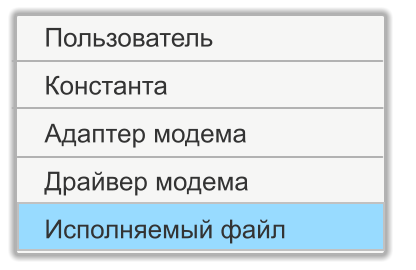 Пользователь
Константа
Адаптер модема
Драйвер модема
Исполняемый файл